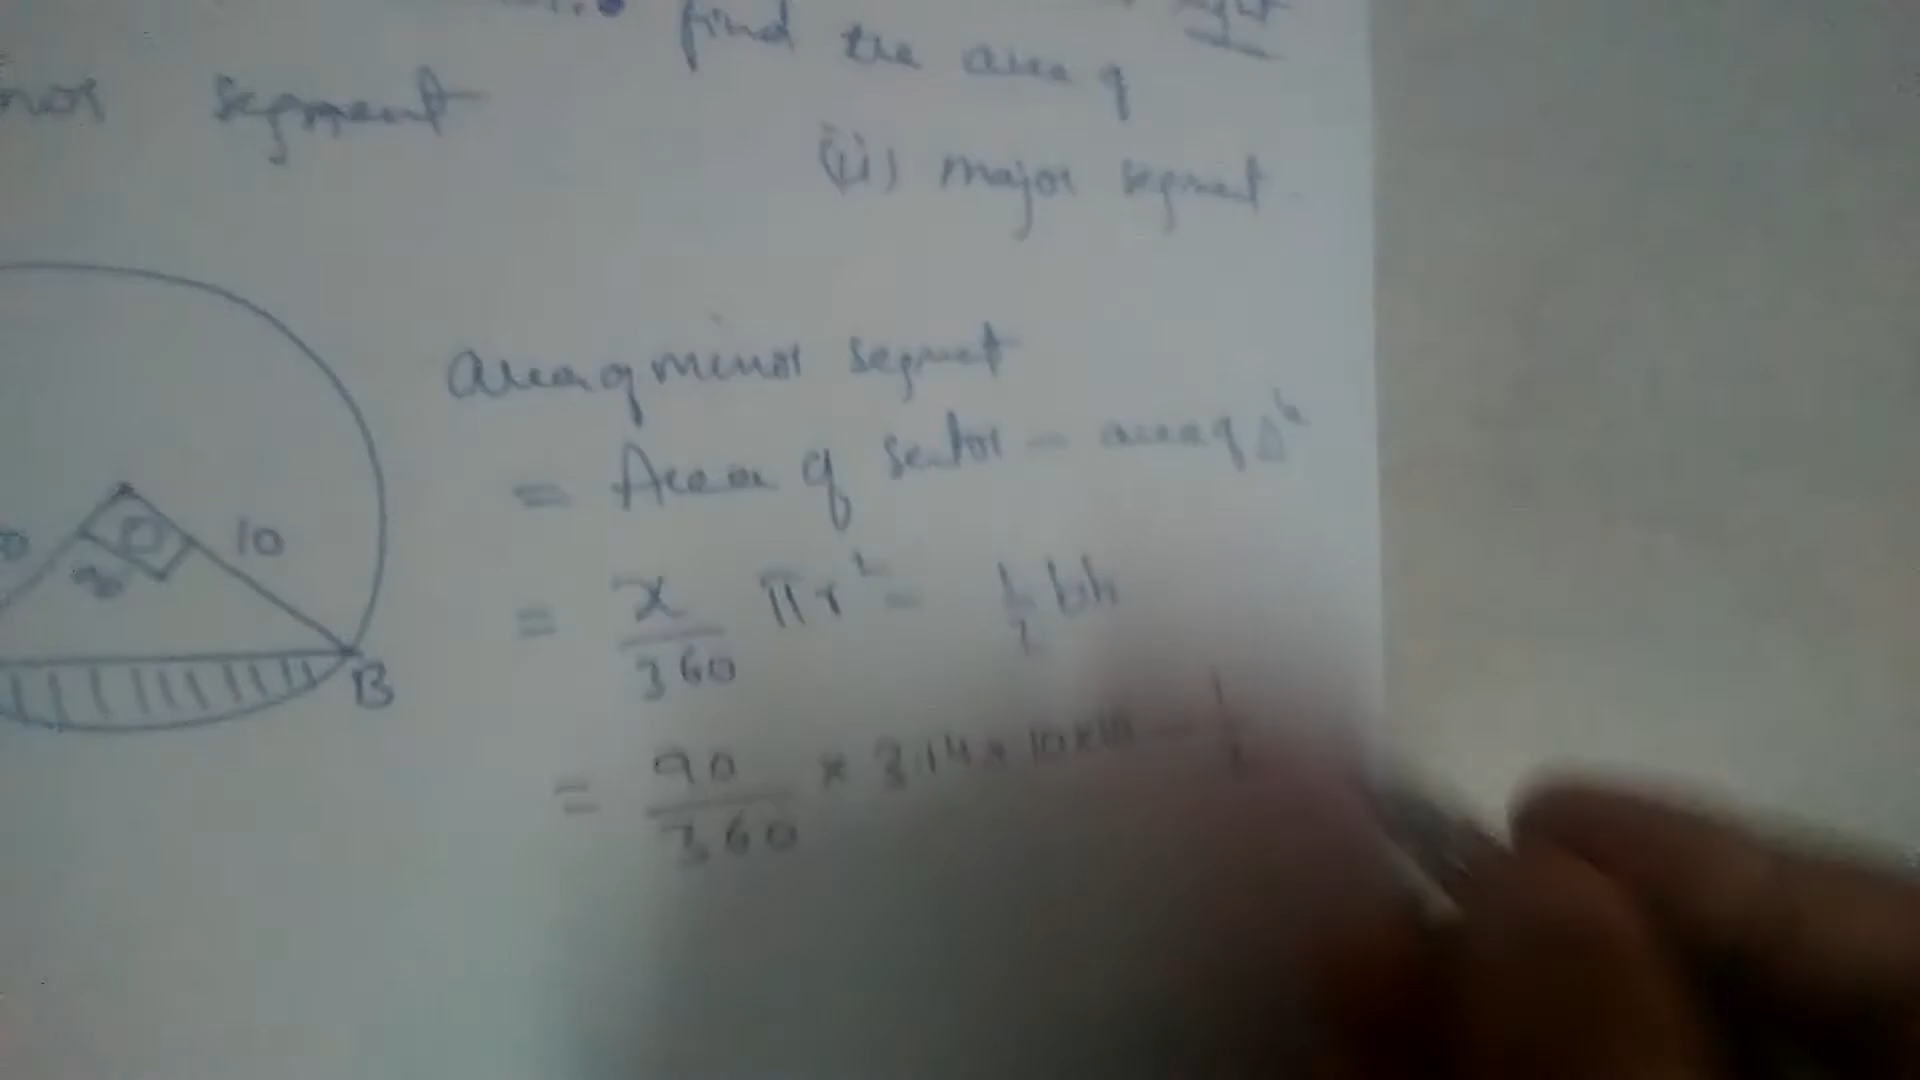 find the area of
segment
(ii) major segment.
10
B
area of minor segment
= Area of sector - area of Δ
= x/360 πr² - 1/2 bh
= 90/360 × 3.14 × 10 × 10 - 1